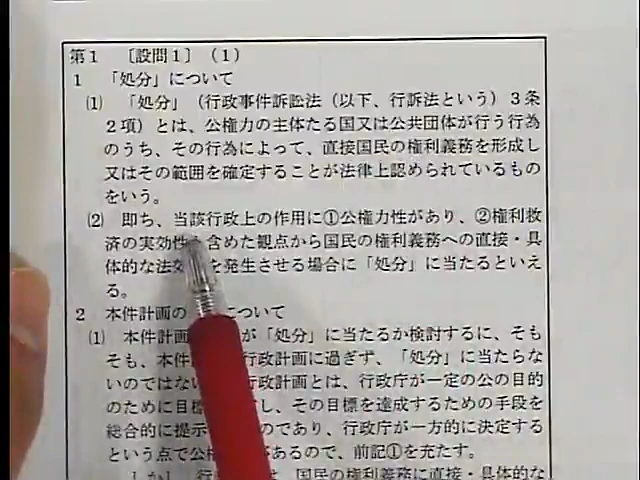 第1 〔設問1〕(1)
1 「処分」について
(1) 「処分」(行政事件訴訟法(以下、行訴法という)3条
2項)とは、公権力の主体たる国又は公共団体が行う行為
のうち、その行為によって、直接国民の権利義務を形成し
又はその範囲を確定することが法律上認められているもの
をいう。
(2) 即ち、当該行政上の作用に①公権力性があり、②権利救
済の実効性 含めた観点から国民の権利義務への直接・具
体的な法 を発生させる場合に「処分」に当たるといえ
る。
2 本件計画の について
(1) 本件計画 が「処分」に当たるか検討するに、そも
そも、本件 行政計画に過ぎず、「処分」に当たらな
いのではない 行政計画とは、行政庁が一定の公の目的
のために目標 し、その目標を達成するための手段を
総合的に提示 のであり、行政庁が一方的に決定する
という点で公権 があるので、前記①を充たす。
しかし、行 は、国民の権利義務に直接・具体的な